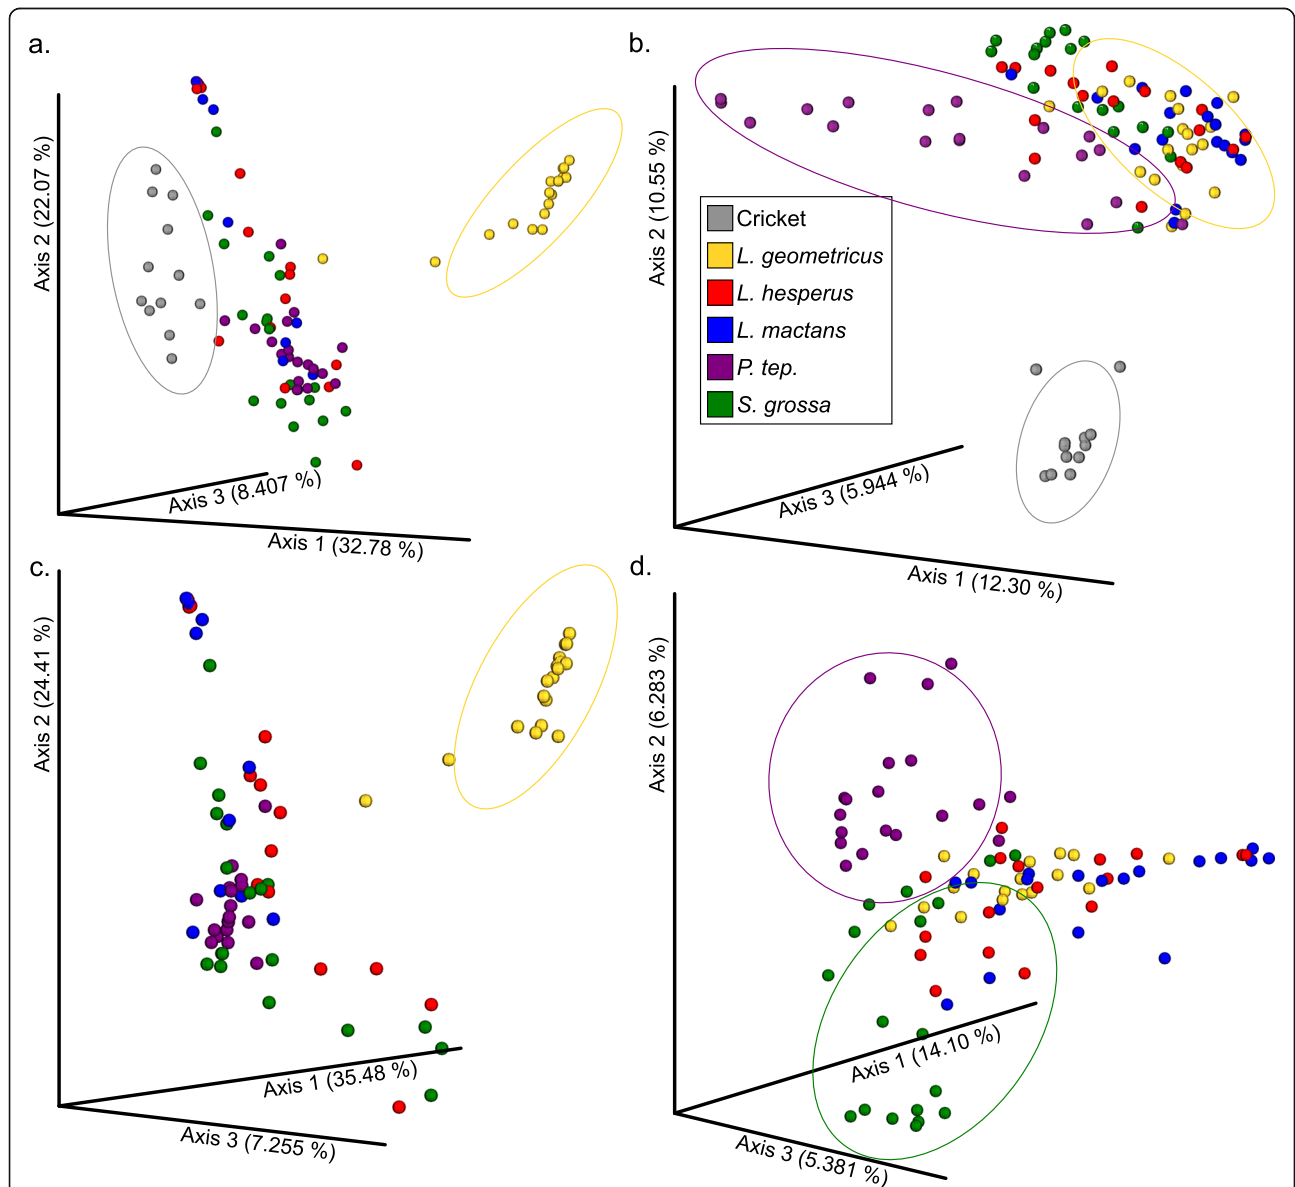 a.
Axis 2 (22.07 %)
Axis 3 (8.407 %)
Axis 1 (32.78 %)
b.
Axis 2 (10.55 %)
Cricket
L. geometricus
L. hesperus
L. mactans
P. tep.
S. grossa
Axis 3 (5.944 %)
Axis 1 (12.30 %)
c.
Axis 2 (24.41 %)
Axis 1 (35.48 %)
Axis 3 (7.255 %)
d.
Axis 2 (6.283 %)
Axis 1 (14.10 %)
Axis 3 (5.381 %)